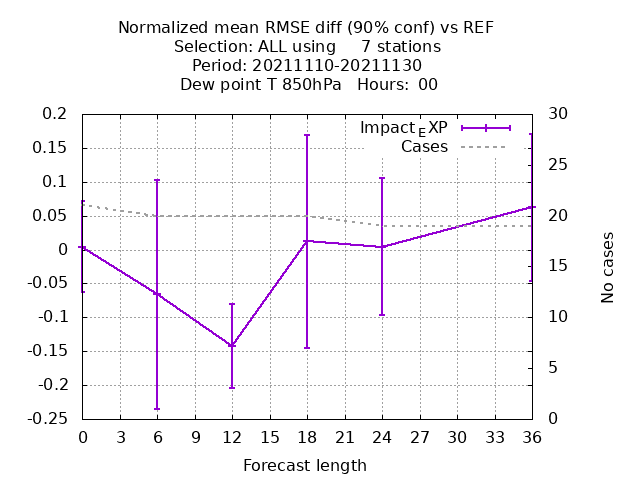 Normalized mean RMSE diff (90% conf) vs REF
Selection: ALL using     7 stations
Period: 20211110-20211130
Dew point T 850hPa   Hours:  00
Impact_EXP
Cases
0.2
0.15
0.1
0.05
0
-0.05
-0.1
-0.15
-0.2
-0.25
30
25
20
15
10
5
0
No cases
0 3 6 9 12 15 18 21 24 27 30 33 36
Forecast length